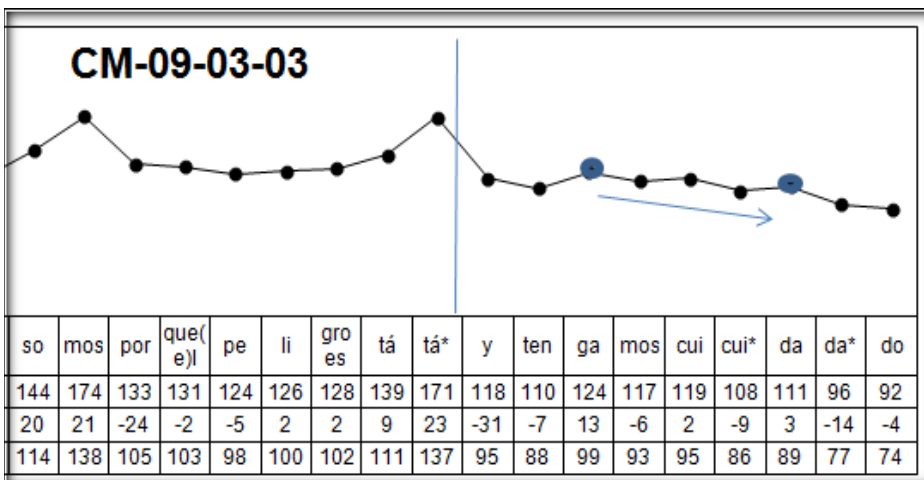 CM-09-03-03
so mos por que(e)l pe li groes tá tá* y ten ga mos cui cui* da da* do
144 174 133 131 124 126 128 139 171 118 110 124 117 119 108 111 96 92
20 21 -24 -2 -5 2 2 9 23 -31 -7 13 -6 2 -9 3 -14 -4
114 138 105 103 98 100 102 111 137 95 88 99 93 95 86 89 77 74